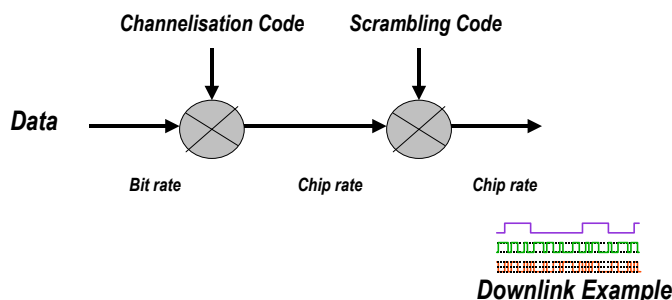 Channelisation Code Scrambling Code
Data
Bit rate Chip rate Chip rate
Downlink Example